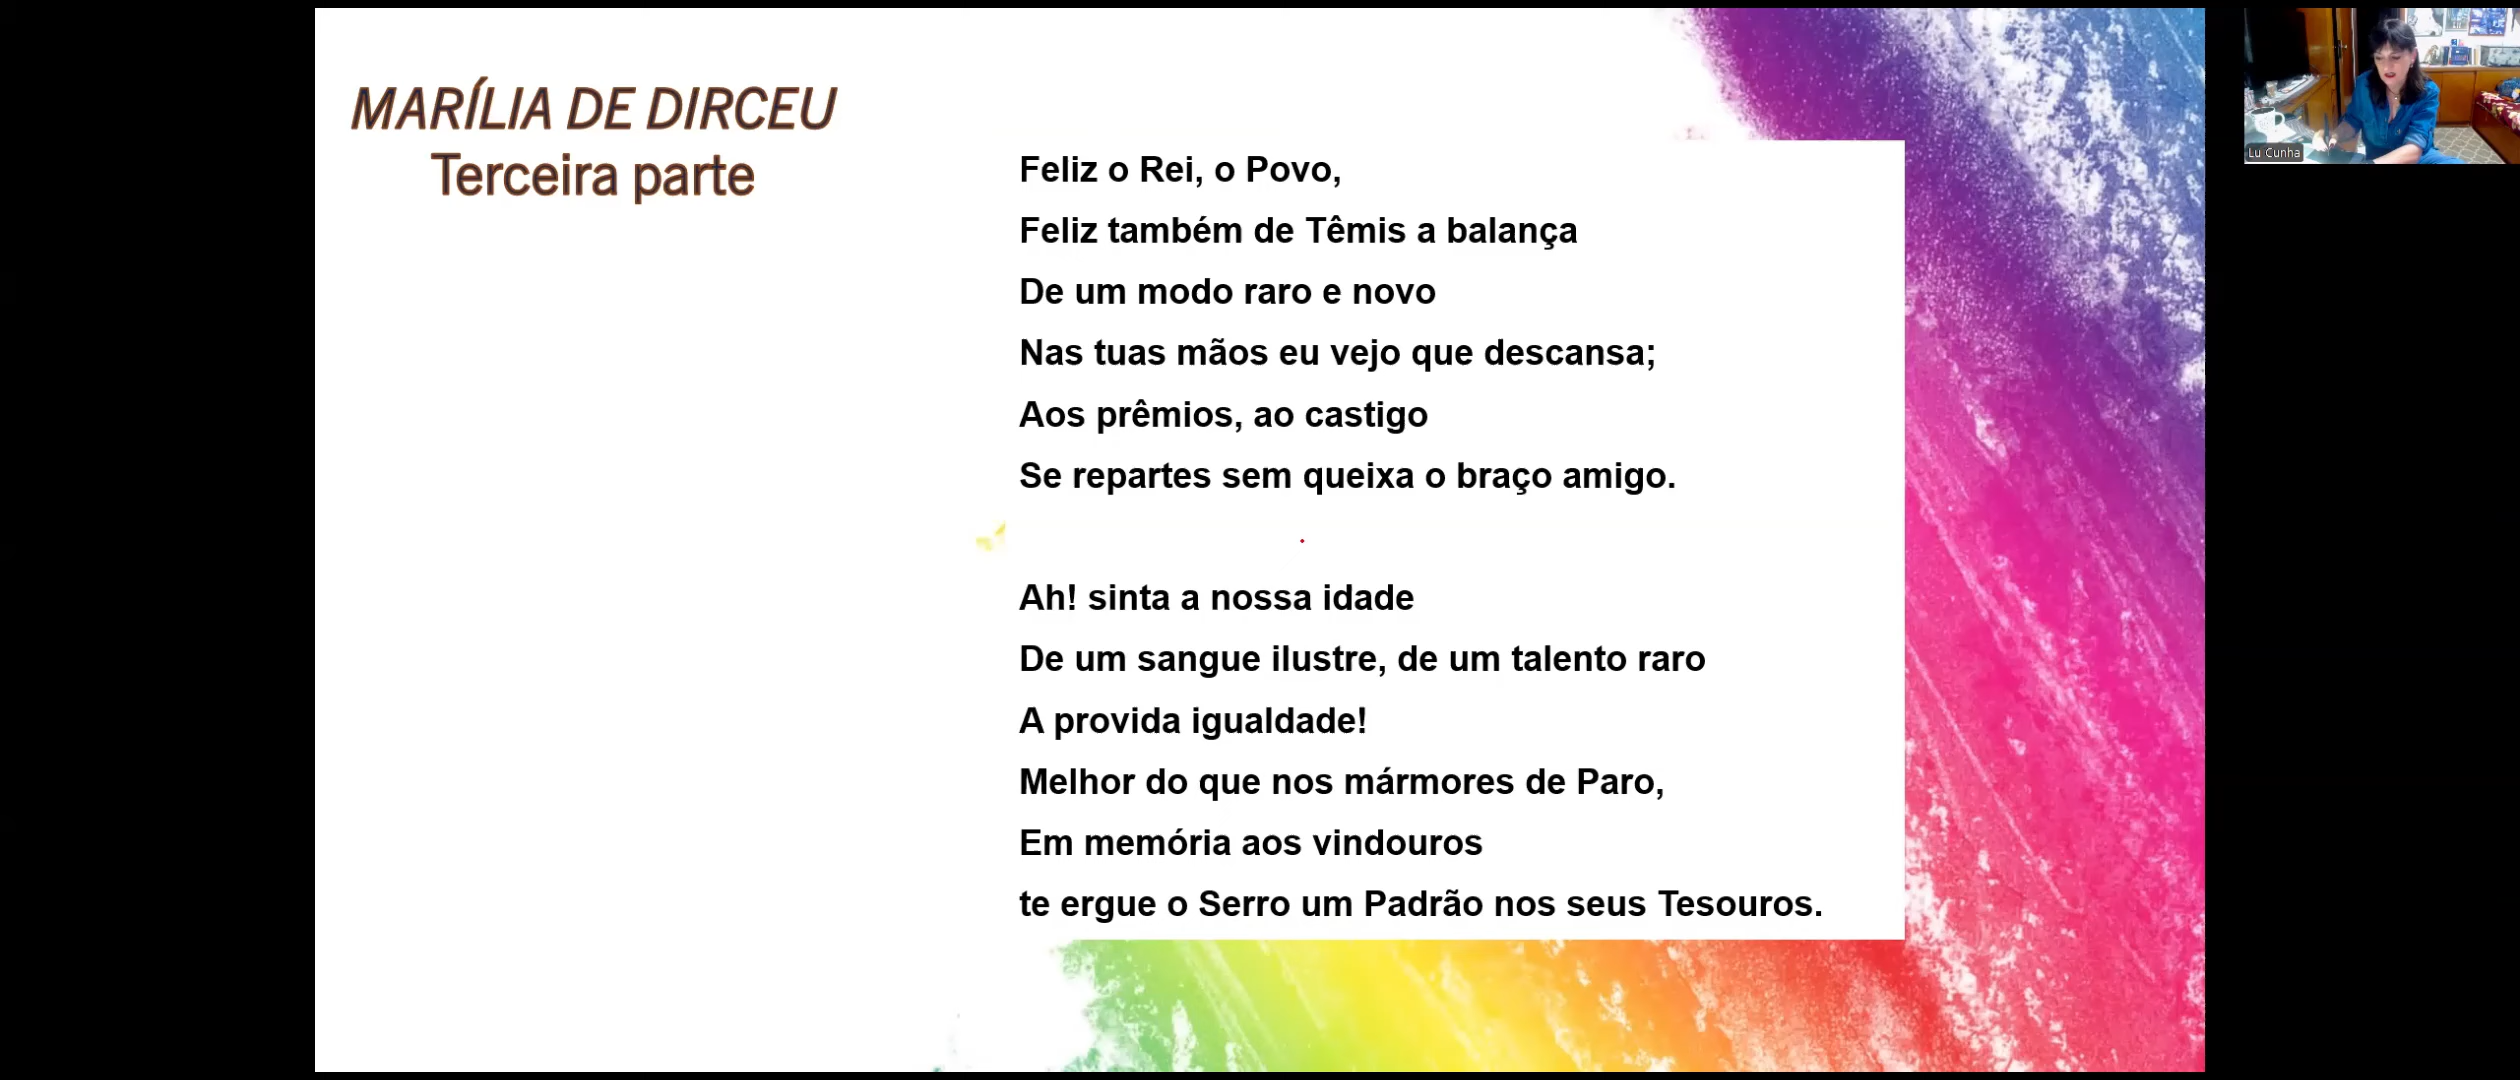 MARÍLIA DE DIRCEU
Terceira parte
Feliz o Rei, o Povo,
Feliz também de Têmis a balança
De um modo raro e novo
Nas tuas mãos eu vejo que descansa;
Aos prêmios, ao castigo
Se repartes sem queixa o braço amigo.
Ah! sinta a nossa idade
De um sangue ilustre, de um talento raro
A provida igualdade!
Melhor do que nos mármores de Paro,
Em memória aos vindouros
te ergue o Serro um Padrão nos seus Tesouros.
Lu Cunha